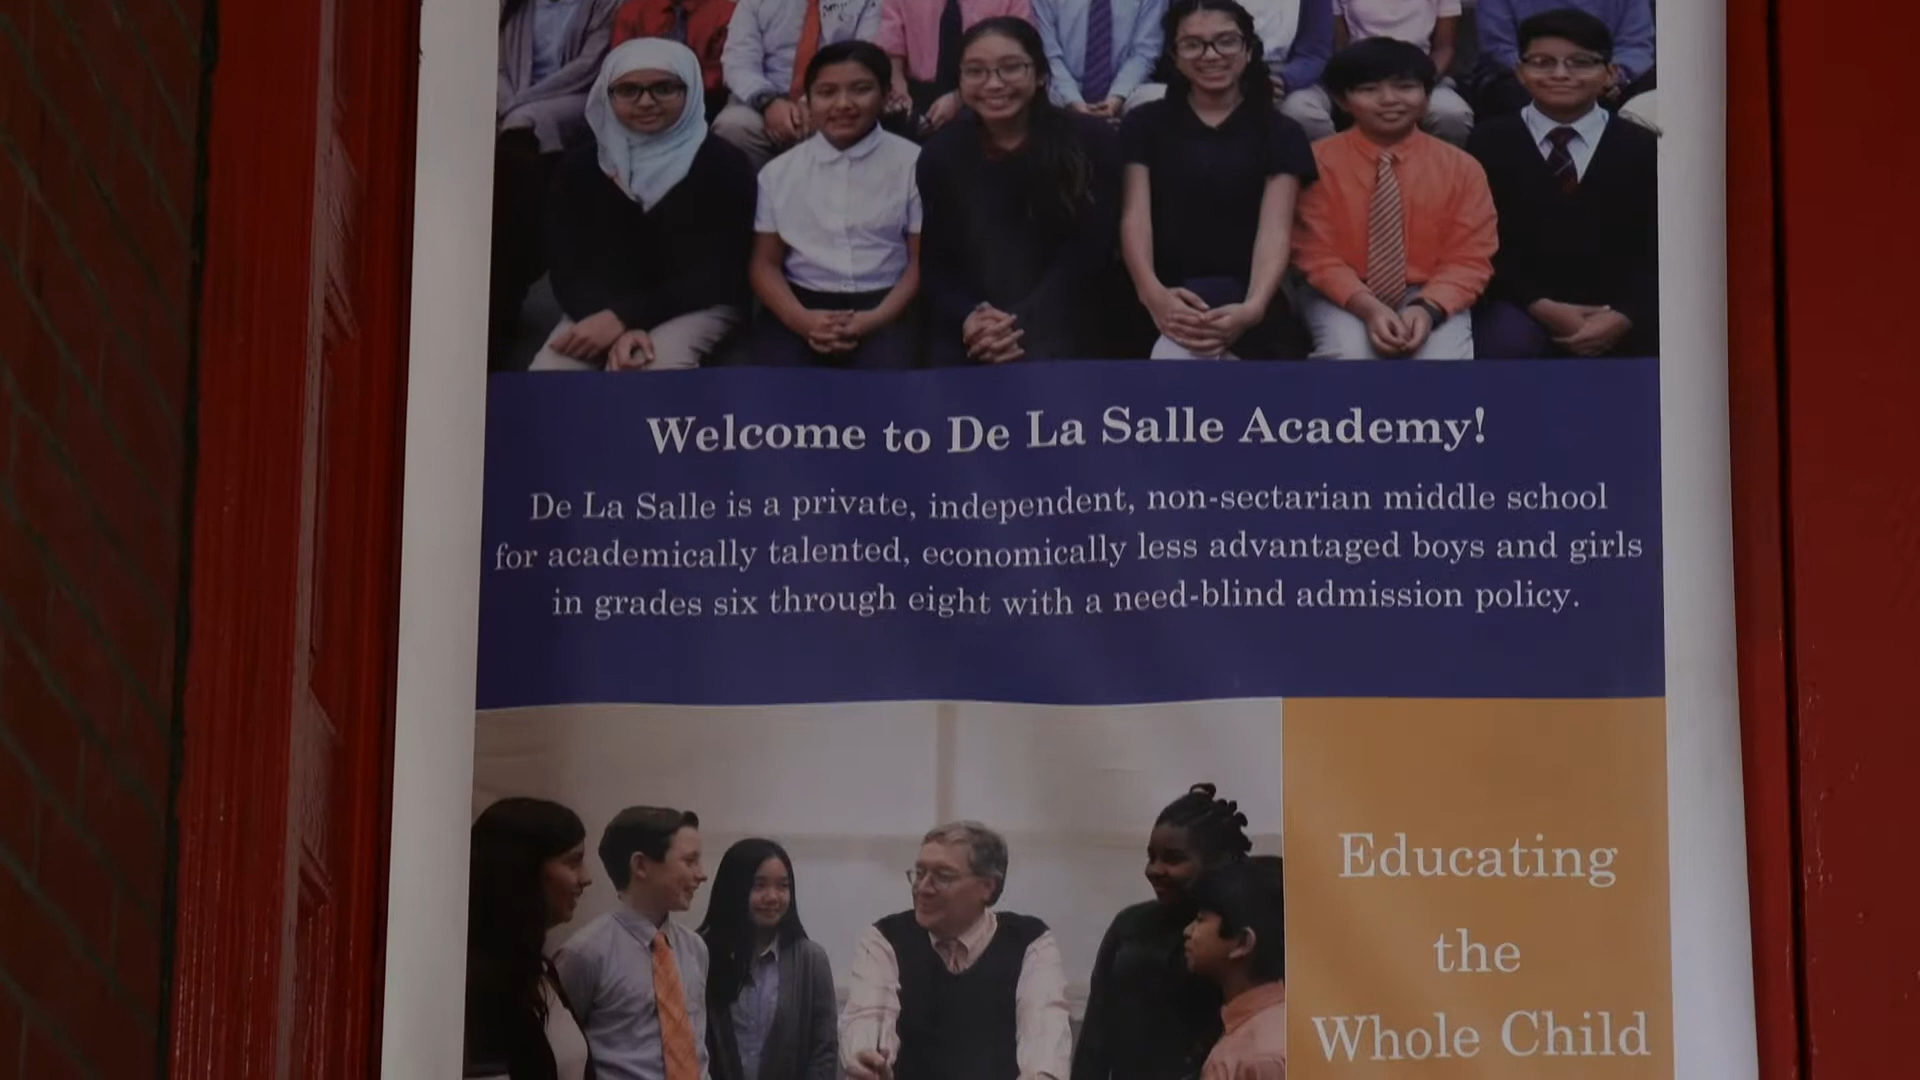 Welcome to De La Salle Academy!
De La Salle is a private, independent, non-sectarian middle school
for academically talented, economically less advantaged boys and girls
in grades six through eight with a need-blind admission policy.
Educating
the
Whole Child